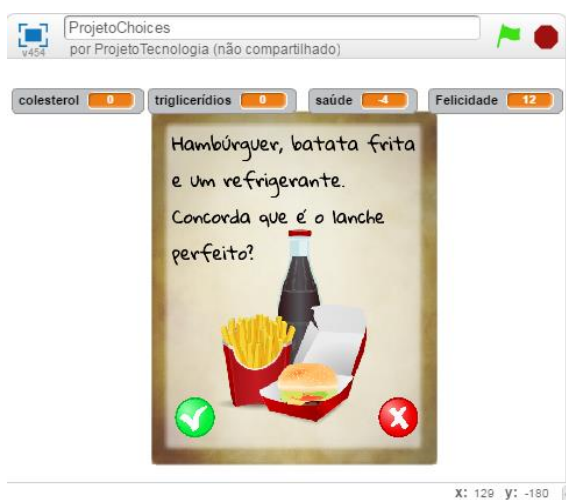 ProjetoChoices
v454
por ProjetoTecnologia (não compartilhado)
colesterol 0
triglicerídios 0
saúde -4
Felicidade 12
Hambúrguer, batata frita
e um refrigerante.
Concorda que é o lanche
perfeito?
x: 129 y: -180